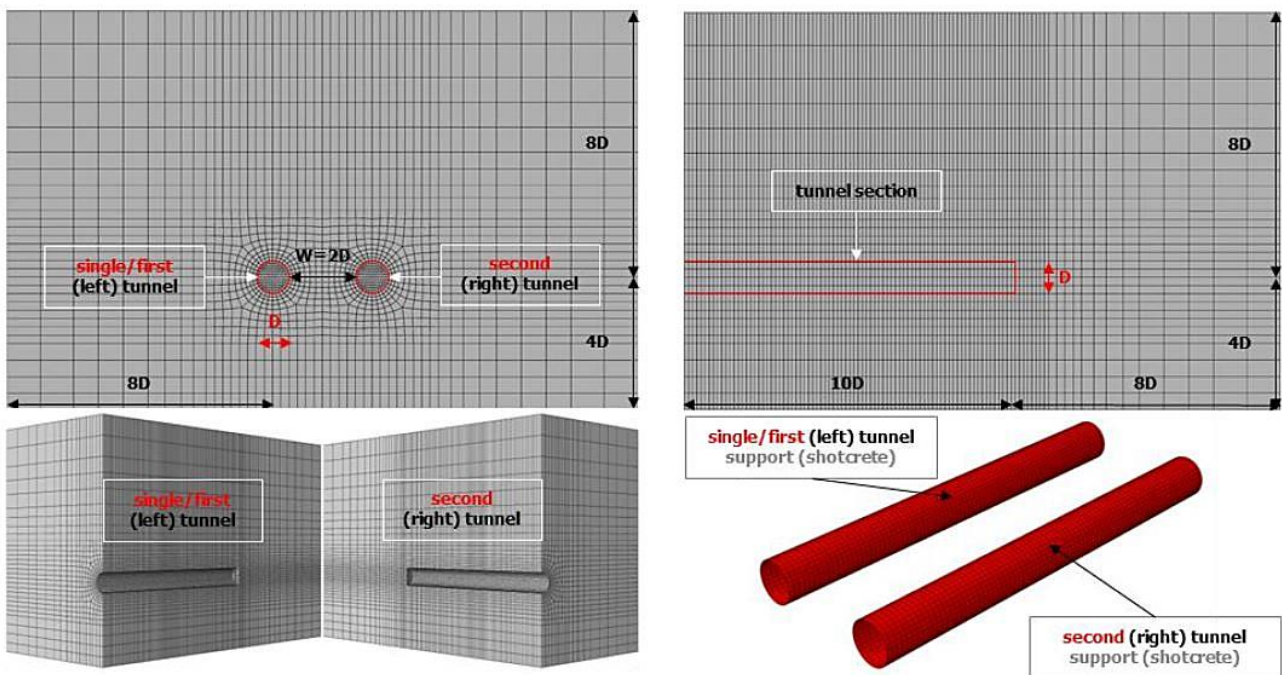 8D
W=2D
single/first
(left) tunnel
second
(right) tunnel
D
4D
8D
8D
tunnel section
D
4D
10D
8D
single/first
(left) tunnel
second
(right) tunnel
single/first (left) tunnel
support (shotcrete)
second (right) tunnel
support (shotcrete)